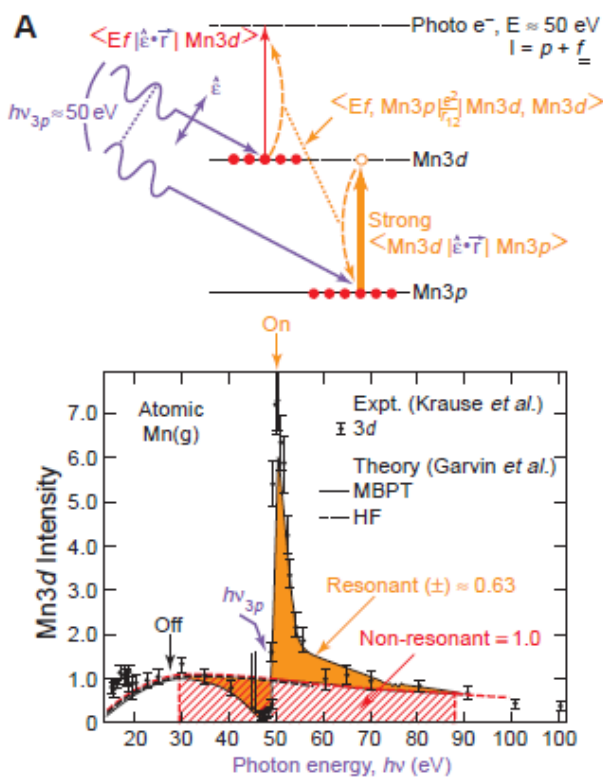 A
<Ef |ε̂•r⃗| Mn3d>
Photo e⁻, E ≈ 50 eV
l = p + f
<Ef, Mn3p|e²/r₁₂|Mn3d, Mn3d>
ε̂
hν3p≈50 eV
Mn3d
Strong
<Mn3d |ε̂•r⃗| Mn3p>
Mn3p
On
Atomic
Mn(g)
Expt. (Krause et al.)
3d
Theory (Garvin et al.)
MBPT
HF
Mn3d Intensity
7.0
6.0
5.0
4.0
3.0
2.0
1.0
0
hν3p
Resonant (±) ≈ 0.63
Off
Non-resonant = 1.0
20 30 40 50 60 70 80 90 100 100
Photon energy, hν (eV)